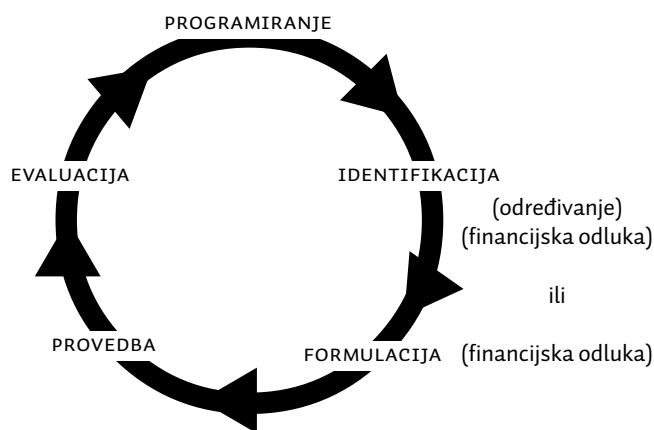 PROGRAMIRANJE
EVALUACIJA
IDENTIFIKACIJA
(određivanje)
(financijska odluka)
ili
PROVEDBA
FORMULACIJA
(financijska odluka)